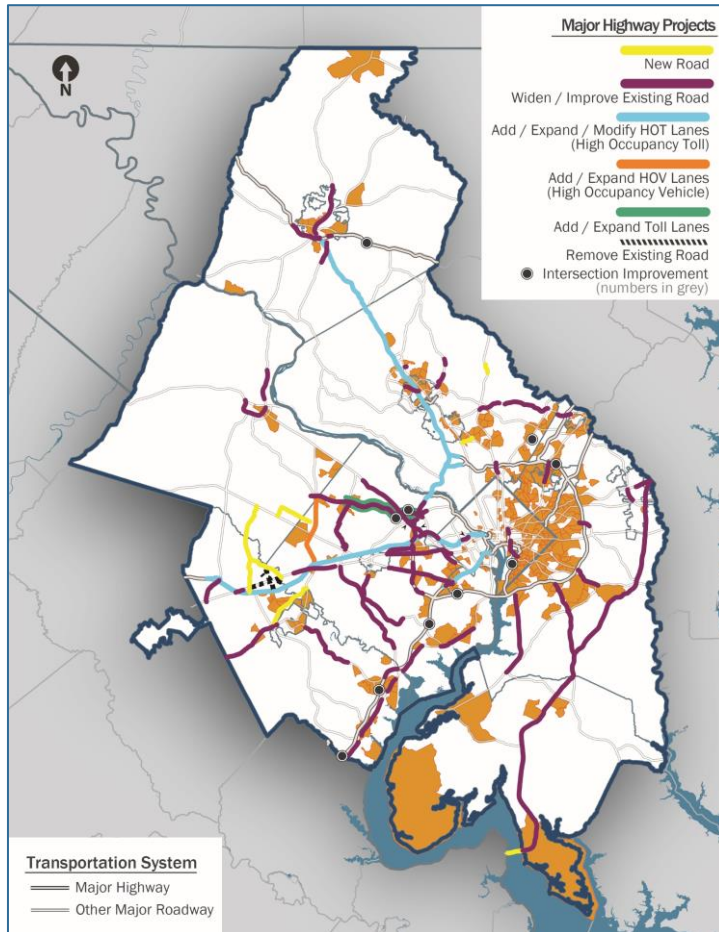 Major Highway Projects
New Road
Widen / Improve Existing Road
Add / Expand / Modify HOT Lanes
(High Occupancy Toll)
Add / Expand HOV Lanes
(High Occupancy Vehicle)
Add / Expand Toll Lanes
Remove Existing Road
Intersection Improvement
(numbers in grey)
N
Transportation System
Major Highway
Other Major Roadway